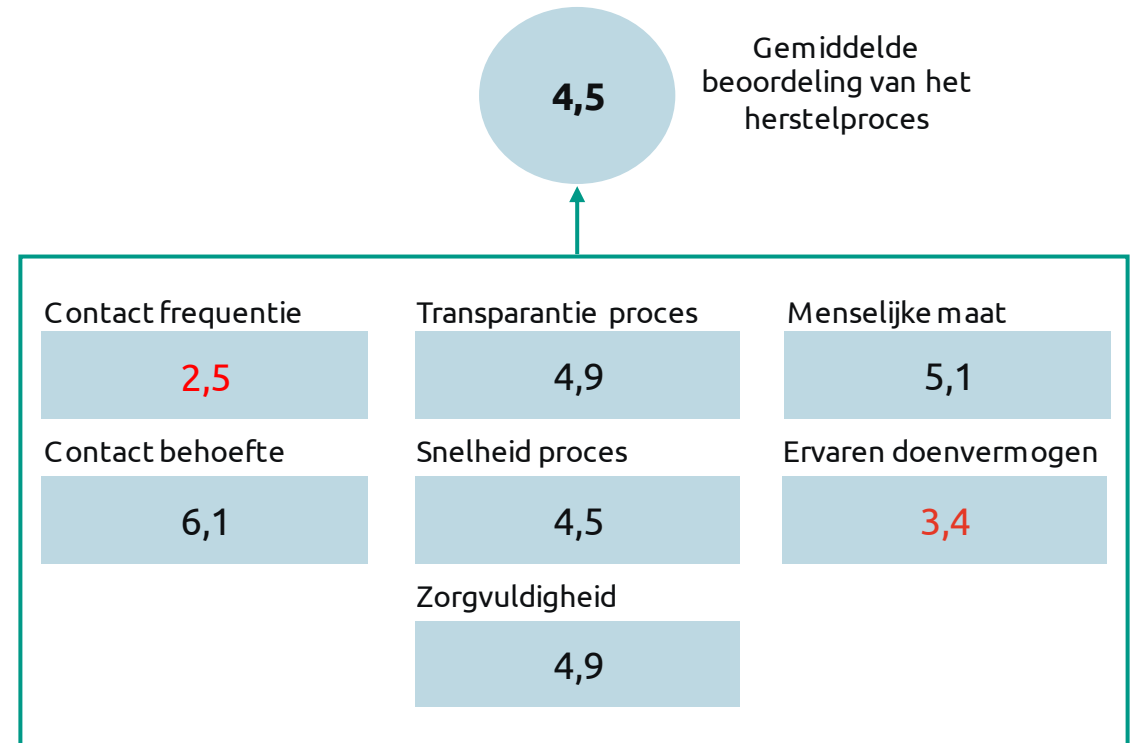 4,5
Gemiddelde
beoordeling van het
herstelproces
Contact frequentie
Transparantie proces
Menselijke maat
2,5
4,9
5,1
Contact behoefte
Snelheid proces
Ervaren doenvermogen
6,1
4,5
3,4
Zorgvuldigheid
4,9